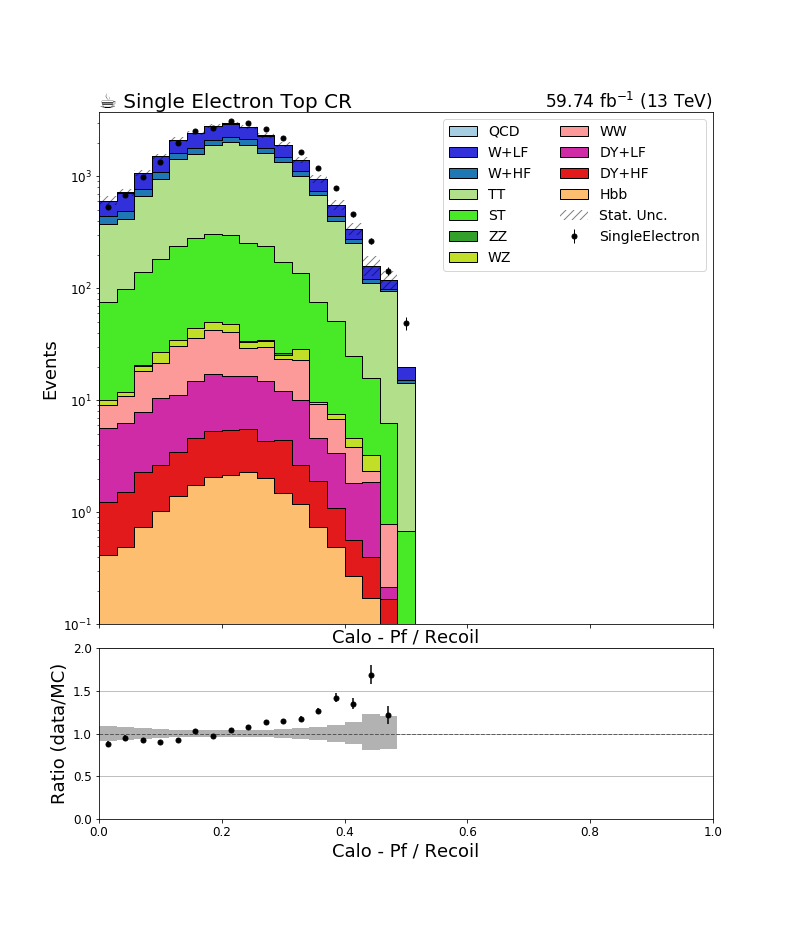 ☕ Single Electron Top CR
59.74 fb⁻¹ (13 TeV)
QCD
W+LF
W+HF
TT
ST
ZZ
WZ
WW
DY+LF
DY+HF
Hbb
Stat. Unc.
SingleElectron
Events
10³
10²
10¹
10⁰
10⁻¹
Calo - Pf / Recoil
Ratio (data/MC)
2.0
1.5
1.0
0.5
0.0
0.0 0.2 0.4 0.6 0.8 1.0
Calo - Pf / Recoil